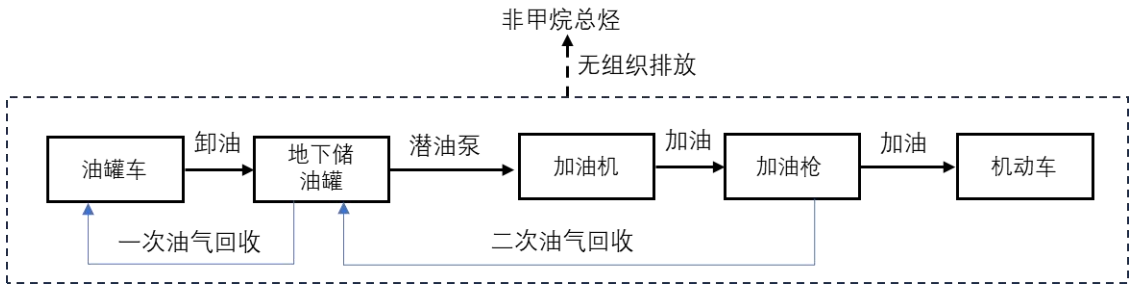 非甲烷总烃
无组织排放
油罐车
卸油
地下储
油罐
潜油泵
加油机
加油
加油枪
加油
机动车
一次油气回收
二次油气回收